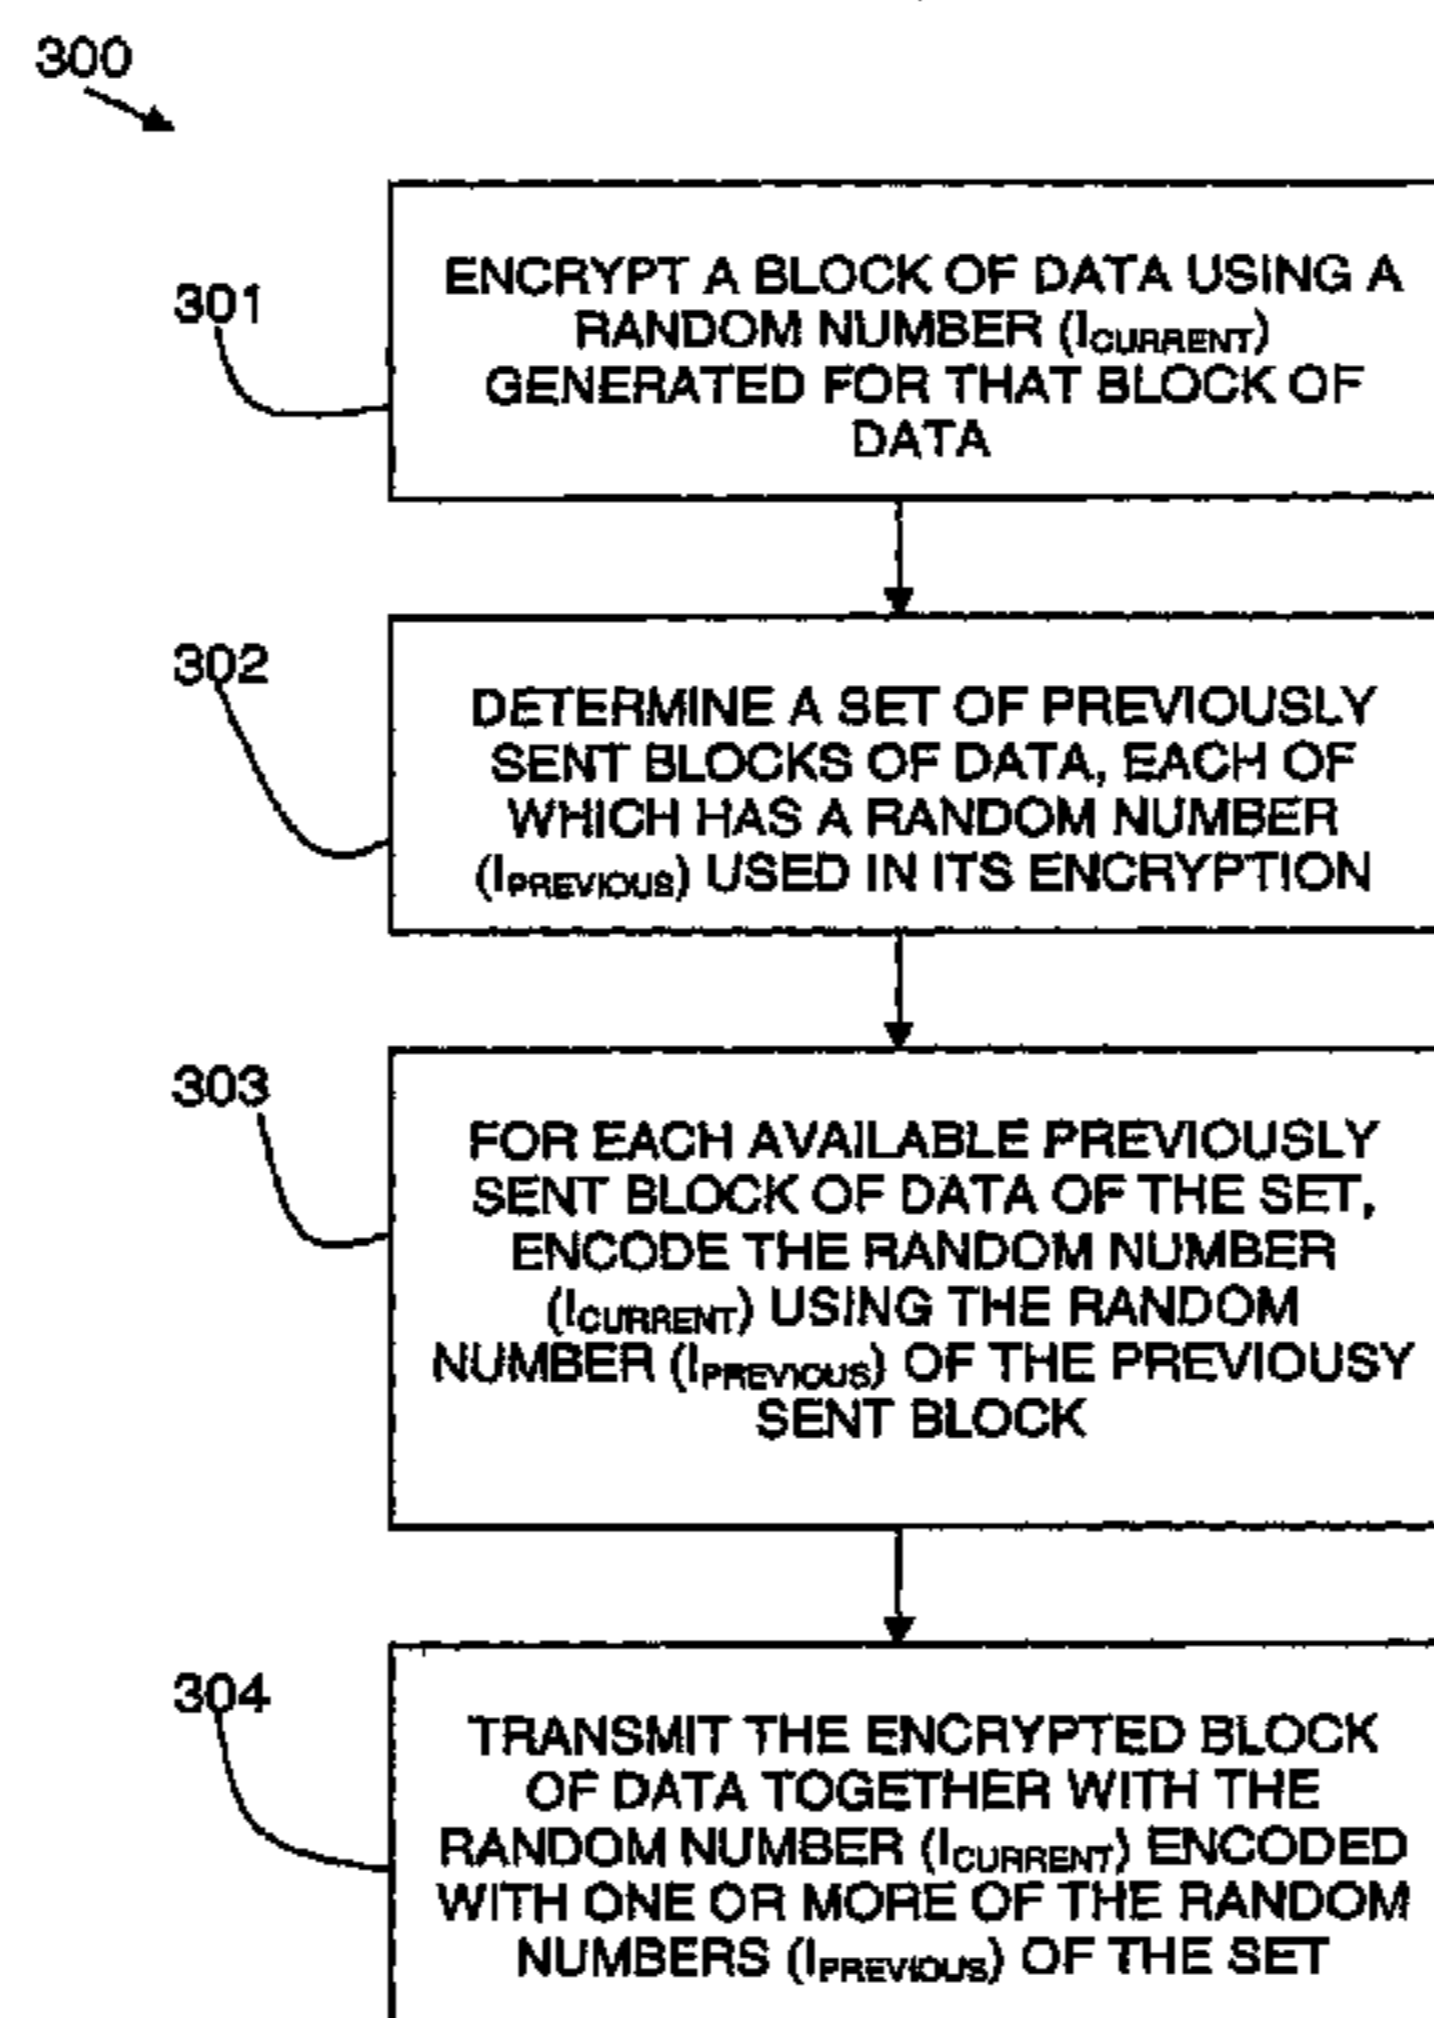 300
301
ENCRYPT A BLOCK OF DATA USING A
RANDOM NUMBER (ICURRENT)
GENERATED FOR THAT BLOCK OF
DATA
302
DETERMINE A SET OF PREVIOUSLY
SENT BLOCKS OF DATA, EACH OF
WHICH HAS A RANDOM NUMBER
(IPREVIOUS) USED IN ITS ENCRYPTION
303
FOR EACH AVAILABLE PREVIOUSLY
SENT BLOCK OF DATA OF THE SET,
ENCODE THE RANDOM NUMBER
(ICURRENT) USING THE RANDOM
NUMBER (IPREVIOUS) OF THE PREVIOUSY
SENT BLOCK
304
TRANSMIT THE ENCRYPTED BLOCK
OF DATA TOGETHER WITH THE
RANDOM NUMBER (ICURRENT) ENCODED
WITH ONE OR MORE OF THE RANDOM
NUMBERS (IPREVIOUS) OF THE SET